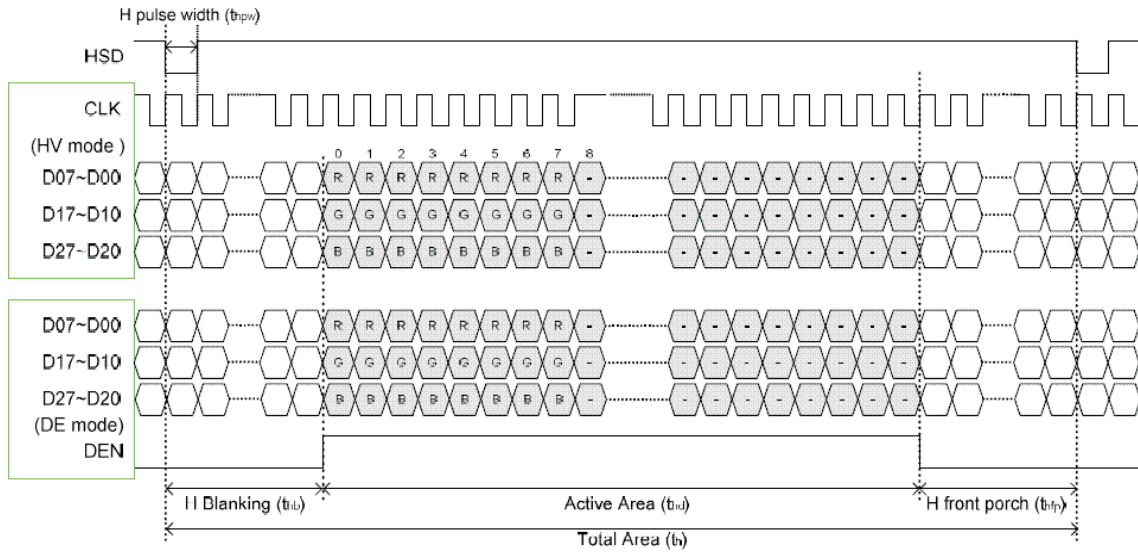 H pulse width (thpw)
HSD
CLK
(HV mode )
0 1 2 3 4 5 6 7 8
D07~D00 R R R R R R R R - - - - - - - - -
D17~D10 G G G G G G G G - - - - - - - - -
D27~D20 B B B B B B B B - - - - - - - - -
D07~D00 R R R R R R R R - - - - - - - - -
D17~D10 G G G G G G G G - - - - - - - - -
D27~D20 B B B B B B B B - - - - - - - - -
(DE mode)
DEN
H Blanking (thb) Active Area (thd) H front porch (thfp)
Total Area (th)